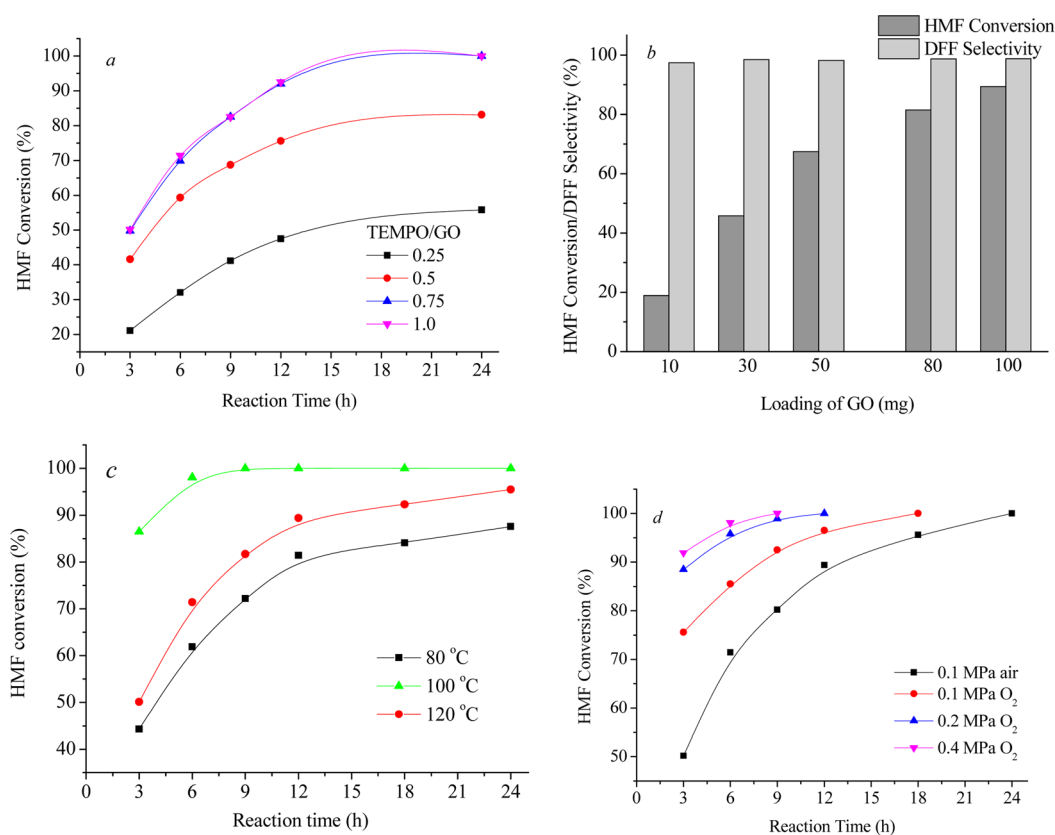 a
100
90
80
70
60
50
40
30
20
HMF Conversion (%)
TEMPO/GO
0.25
0.5
0.75
1.0
0 3 6 9 12 15 18 21 24
Reaction Time (h)
HMF Conversion
DFF Selectivity
b
100
80
60
40
20
0
HMF Conversion/DFF Selectivity (%)
10 30 50 80 100
Loading of GO (mg)
c
100
90
80
70
60
50
40
HMF conversion (%)
80 °C
100 °C
120 °C
0 3 6 9 12 15 18 21 24
Reaction time (h)
d
100
90
80
70
60
50
HMF Conversion (%)
0.1 MPa air
0.1 MPa O₂
0.2 MPa O₂
0.4 MPa O₂
0 3 6 9 12 15 18 21 24
Reaction Time (h)